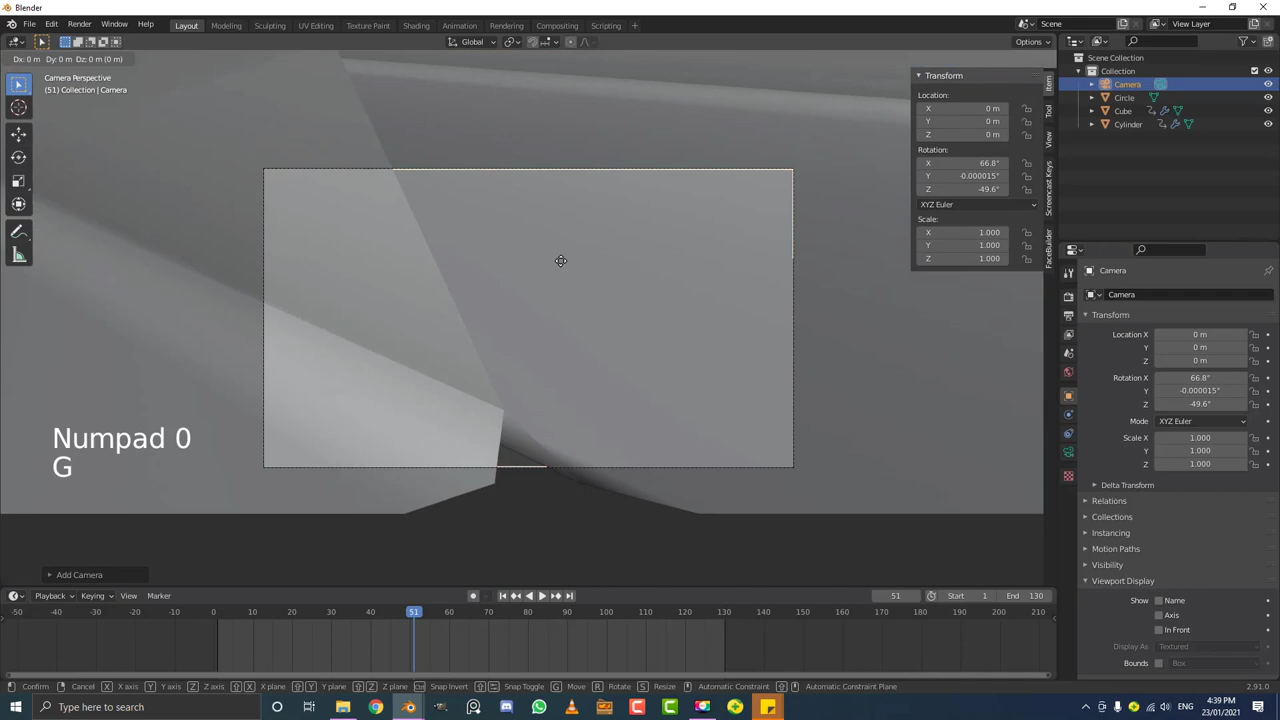 Blender
File Edit Render Window Help
Layout Modeling Sculpting UV Editing Texture Paint Shading Animation Rendering Compositing Scripting +
Scene
View Layer
Global
Options
Dx: 0 m Dy: 0 m Dz: 0 m (0 m)
Camera Perspective
(51) Collection | Camera
Transform
Location:
X 0 m
Y 0 m
Z 0 m
Rotation:
X 66.8°
Y -0.000015°
Z -49.6°
XYZ Euler
Scale:
X 1.000
Y 1.000
Z 1.000
Item
Tool
View
Screencast Keys
FaceBuilder
Scene Collection
Collection
Camera
Circle
Cube
Cylinder
Camera
Camera
Transform
Location X 0 m
Y 0 m
Z 0 m
Rotation X 66.8°
Y -0.000015°
Z -49.6°
Mode XYZ Euler
Scale X 1.000
Y 1.000
Z 1.000
Delta Transform
Relations
Collections
Instancing
Motion Paths
Visibility
Viewport Display
Show Name
Axis
In Front
Display As Textured
Bounds Box
Numpad 0
G
Add Camera
Playback Keying View Marker
51 Start 1 End 130
-50 -40 -30 -20 -10 0 10 20 30 40 51 60 70 80 90 100 110 120 130 140 150 160 170 180 190 200 210
Confirm Cancel X X axis Y Y axis Z Z axis X X plane Y Y plane Z Z plane Snap Invert Snap Toggle G Move R Rotate S Resize Automatic Constraint Automatic Constraint Plane 2.91.0
Type here to search
4:39 PM
23/01/2021